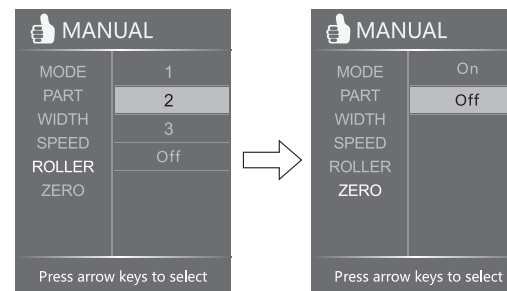 MANUAL
MODE
PART
WIDTH
SPEED
ROLLER
ZERO
1
2
3
Off
Press arrow keys to select
MANUAL
MODE
PART
WIDTH
SPEED
ROLLER
ZERO
On
Off
Press arrow keys to select